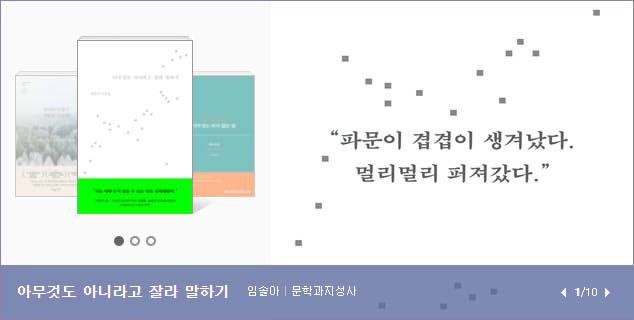 “파문이 겹겹이 생겨났다.
멀리멀리 퍼져갔다.”
아무것도 아니라고 잘라 말하기
임솔아 | 문학과지성사
1/10